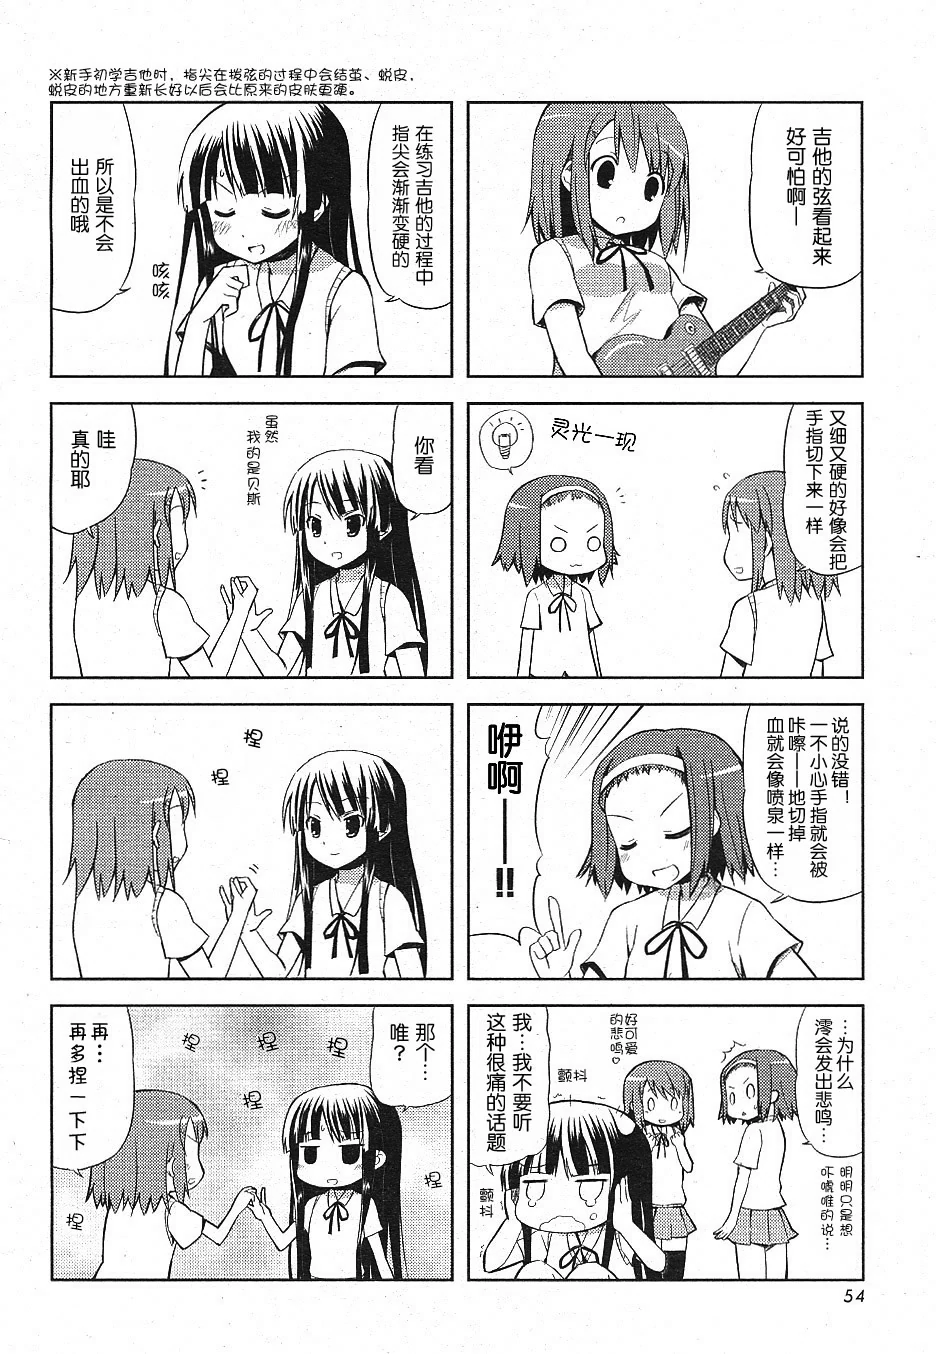 ※新手初学吉他时，指尖在拨弦的过程中会结茧、蜕皮，
蜕皮的地方重新长好以后会比原来的皮肤更硬。
吉他的弦看起来
好可怕啊—
又细又硬的好像会把
手指切下来一样
灵光一现
说的没错！
一不小心手指就会被
咔嚓——地切掉
血就会像喷泉一样…
咿啊——!!
…为什么
澪会发出悲鸣…
明明只是想
吓唬唯的说…
好可爱
的悲鸣♥
颤抖
我…我不要听
这种很痛的话题
颤抖
在练习吉他的过程中
指尖会渐渐变硬的
所以是不会
出血的哦
咳咳
你看
虽然
我的是贝斯
哇
真的耶
捏
捏
那个…
唯？
捏
捏
捏
捏
捏
捏
再…
再多捏一下下